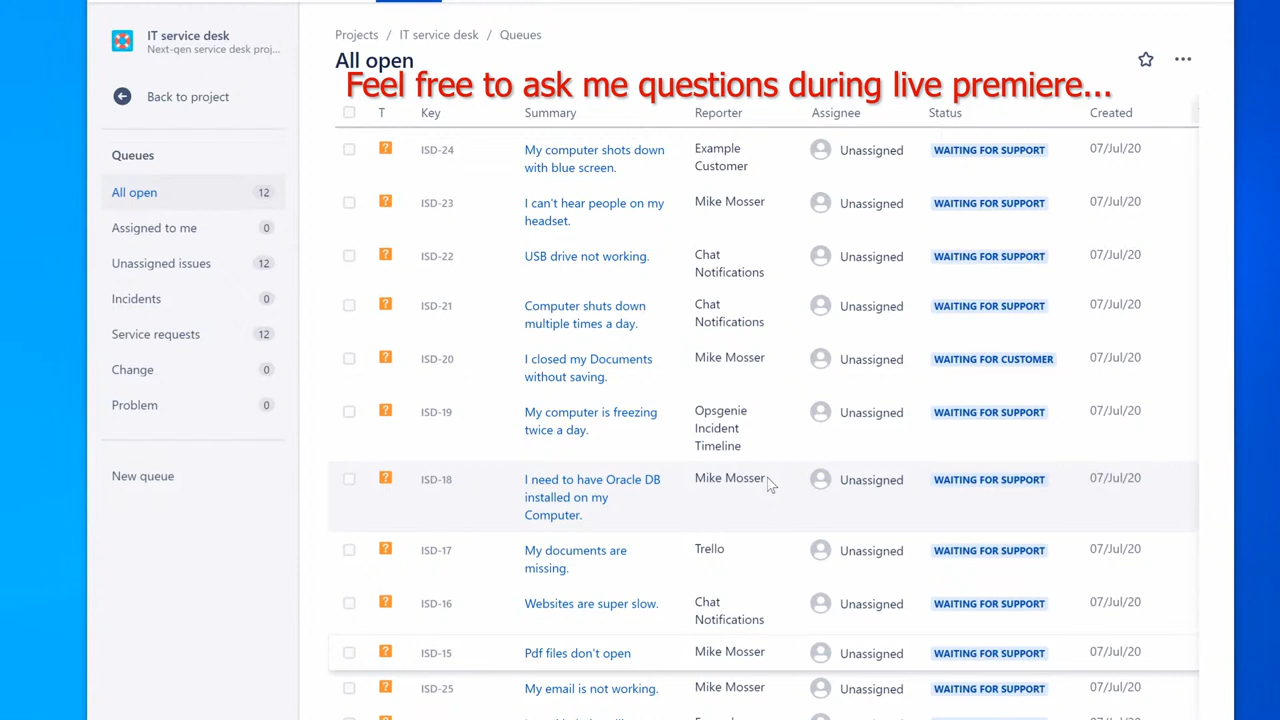 IT service desk
Next-gen service desk proj...
Back to project
Queues
All open 12
Assigned to me 0
Unassigned issues 12
Incidents 0
Service requests 12
Change 0
Problem 0
New queue
Projects / IT service desk / Queues
All open
Feel free to ask me questions during live premiere...
T Key Summary Reporter Assignee Status Created
? ISD-24 My computer shots down Example Unassigned WAITING FOR SUPPORT 07/Jul/20
with blue screen. Customer
? ISD-23 I can't hear people on my Mike Mosser Unassigned WAITING FOR SUPPORT 07/Jul/20
headset.
? ISD-22 USB drive not working. Chat Unassigned WAITING FOR SUPPORT 07/Jul/20
Notifications
? ISD-21 Computer shuts down Chat Unassigned WAITING FOR SUPPORT 07/Jul/20
multiple times a day. Notifications
? ISD-20 I closed my Documents Mike Mosser Unassigned WAITING FOR CUSTOMER 07/Jul/20
without saving.
? ISD-19 My computer is freezing Opsgenie Unassigned WAITING FOR SUPPORT 07/Jul/20
twice a day. Incident
Timeline
? ISD-18 I need to have Oracle DB Mike Mosser Unassigned WAITING FOR SUPPORT 07/Jul/20
installed on my
Computer.
? ISD-17 My documents are Trello Unassigned WAITING FOR SUPPORT 07/Jul/20
missing.
? ISD-16 Websites are super slow. Chat Unassigned WAITING FOR SUPPORT 07/Jul/20
Notifications
? ISD-15 Pdf files don't open Mike Mosser Unassigned WAITING FOR SUPPORT 07/Jul/20
? ISD-25 My email is not working. Mike Mosser Unassigned WAITING FOR SUPPORT 07/Jul/20